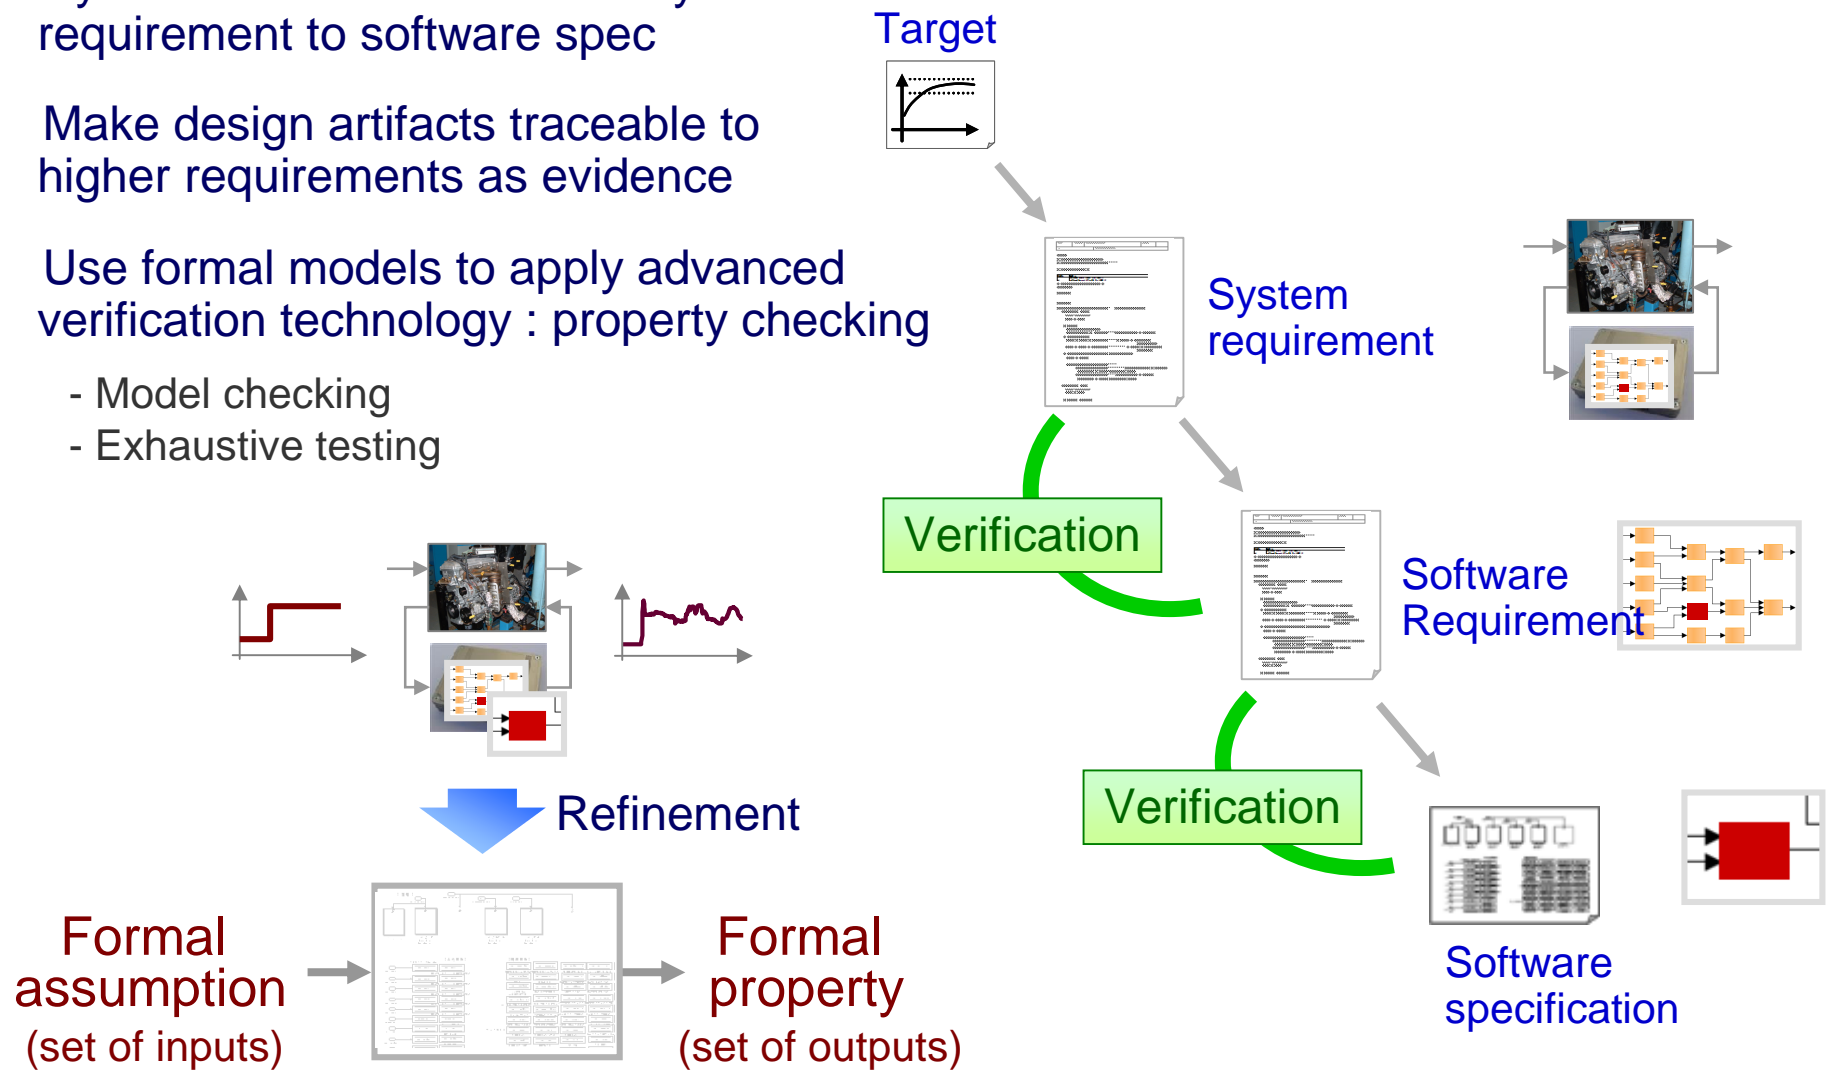 requirement to software spec
Make design artifacts traceable to
higher requirements as evidence
Use formal models to apply advanced
verification technology : property checking
- Model checking
- Exhaustive testing
Target
System
requirement
Verification
Software
Requirement
Verification
Software
specification
Refinement
Formal
assumption
(set of inputs)
Formal
property
(set of outputs)